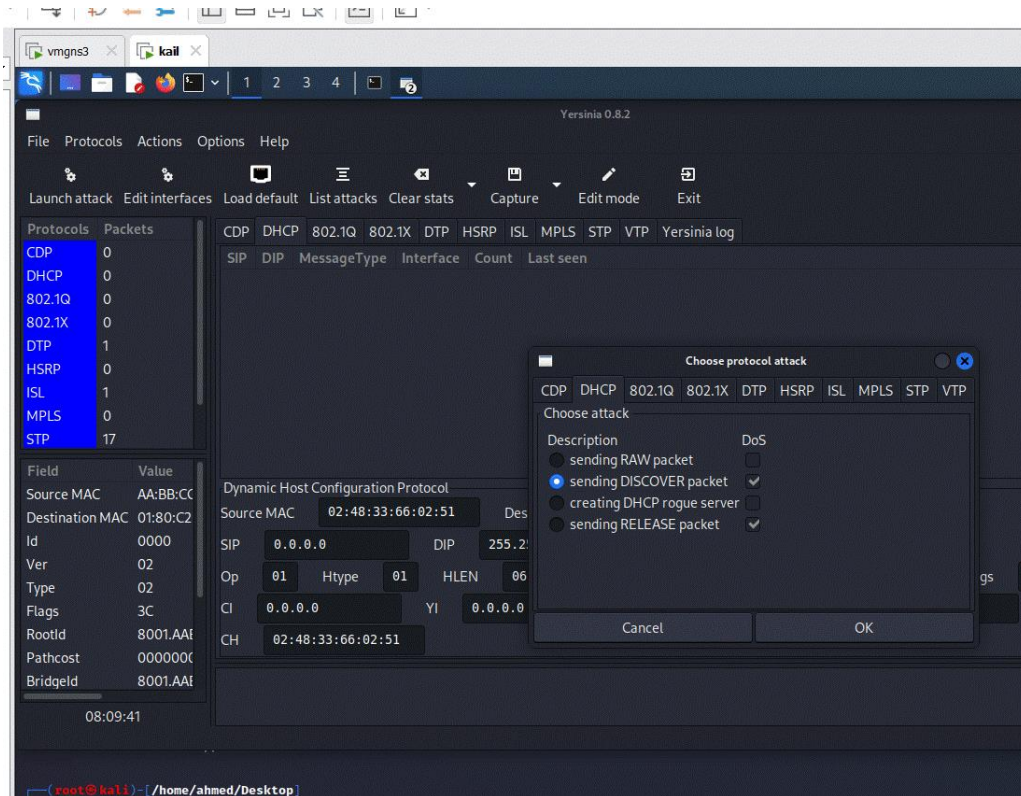 vmgns3
kail
1 2 3 4
2
Yersinia 0.8.2
File Protocols Actions Options Help
Launch attack Edit interfaces Load default List attacks Clear stats Capture Edit mode Exit
Protocols Packets
CDP 0
DHCP 0
802.1Q 0
802.1X 0
DTP 1
HSRP 0
ISL 1
MPLS 0
STP 17
CDP DHCP 802.1Q 802.1X DTP HSRP ISL MPLS STP VTP Yersinia log
SIP DIP MessageType Interface Count Last seen
Choose protocol attack
CDP DHCP 802.1Q 802.1X DTP HSRP ISL MPLS STP VTP
Choose attack
Description DoS
sending RAW packet
sending DISCOVER packet
creating DHCP rogue server
sending RELEASE packet
Cancel OK
Field Value
Source MAC AA:BB:CC
Destination MAC 01:80:C2
Id 0000
Ver 02
Type 02
Flags 3C
RootId 8001.AAE
Pathcost 0000000
BridgeId 8001.AAE
08:09:41
Dynamic Host Configuration Protocol
Source MAC 02:48:33:66:02:51 Des
SIP 0.0.0.0 DIP 255.25
Op 01 Htype 01 HLEN 06 gs
CI 0.0.0.0 YI 0.0.0.0
CH 02:48:33:66:02:51
(root㉿kali)-[/home/ahmed/Desktop]